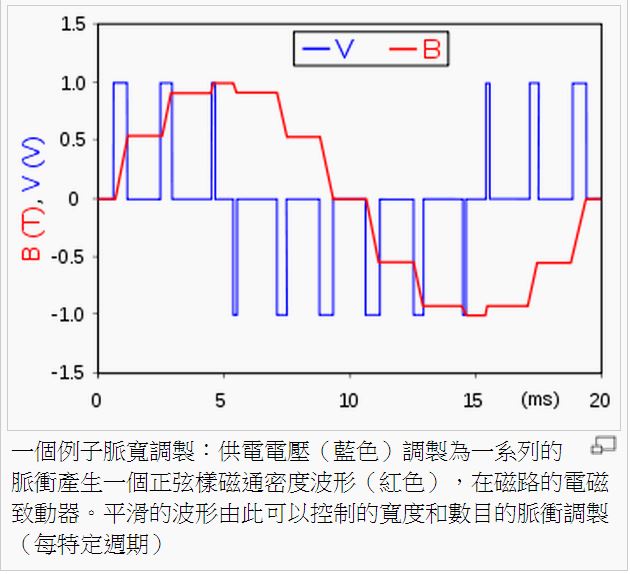 1.5
V B
1.0
0.5
0
-0.5
-1.0
-1.5
B (T), V (V)
0 5 10 15 (ms) 20
一個例子脈寬調製：供電電壓（藍色）調製為一系列的
脈衝產生一個正弦樣磁通密度波形（紅色），在磁路的電磁
致動器。平滑的波形由此可以控制的寬度和數目的脈衝調製
（每特定週期）